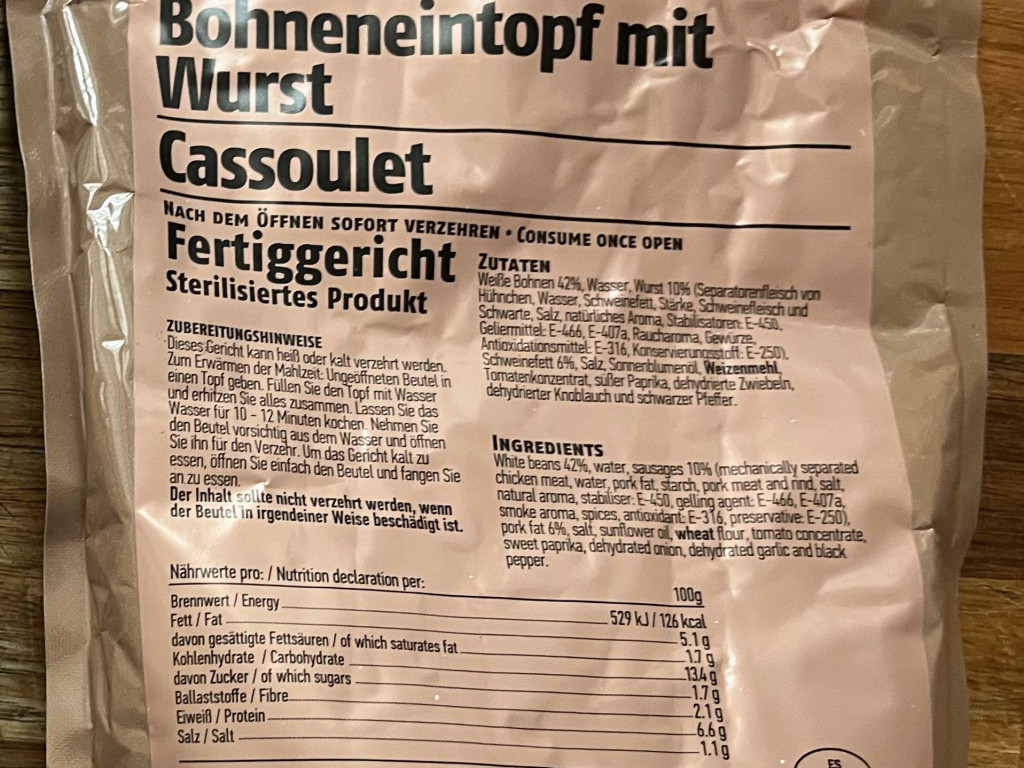 Bohneneintopf mit
Wurst
Cassoulet
NACH DEM ÖFFNEN SOFORT VERZEHREN • CONSUME ONCE OPEN
Fertiggericht
Sterilisiertes Produkt
ZUBEREITUNGSHINWEISE
Dieses Gericht kann heiß oder kalt verzehrt werden.
Zum Erwärmen der Mahlzeit: Ungeöffneten Beutel in
einen Topf geben. Füllen Sie den Topf mit Wasser
und erhitzen Sie alles zusammen. Lassen Sie das
Wasser für 10 - 12 Minuten kochen. Nehmen Sie
den Beutel vorsichtig aus dem Wasser und öffnen
Sie ihn für den Verzehr. Um das Gericht kalt zu
essen, öffnen Sie einfach den Beutel und fangen Sie
an zu essen.
Der Inhalt sollte nicht verzehrt werden, wenn
der Beutel in irgendeiner Weise beschädigt ist.
ZUTATEN
Weiße Bohnen 42%, Wasser, Wurst 10% (Separatorenfleisch von
Hühnchen, Wasser, Schweinefett, Stärke, Schweinefleisch und
Schwarte, Salz, natürliches Aroma, Stabilisatoren: E-450,
Geliermittel: E-466, E-407a, Raucharoma, Gewürze,
Antioxidationsmittel: E-316, Konservierungsstoff: E-250),
Schweinefett 6%, Salz, Sonnenblumenöl, Weizenmehl,
Tomatenkonzentrat, süßer Paprika, dehydrierte Zwiebeln,
dehydrierter Knoblauch und schwarzer Pfeffer.
INGREDIENTS
White beans 42%, water, sausages 10% (mechanically separated
chicken meat, water, pork fat, starch, pork meat and rind, salt,
natural aroma, stabiliser: E-450, gelling agent: E-466, E-407a,
smoke aroma, spices, antioxidant: E-316, preservative: E-250),
pork fat 6%, salt, sunflower oil, wheat flour, tomato concentrate,
sweet paprika, dehydrated onion, dehydrated garlic and black
pepper.
Nährwerte pro: / Nutrition declaration per: 100g
Brennwert / Energy 529 kJ / 126 kcal
Fett / Fat 5.1 g
davon gesättigte Fettsäuren / of which saturates fat 1.7 g
Kohlenhydrate / Carbohydrate 13.4 g
davon Zucker / of which sugars 1.7 g
Ballaststoffe / Fibre 2.1 g
Eiweiß / Protein 6.6 g
Salz / Salt 1.1 g
ES